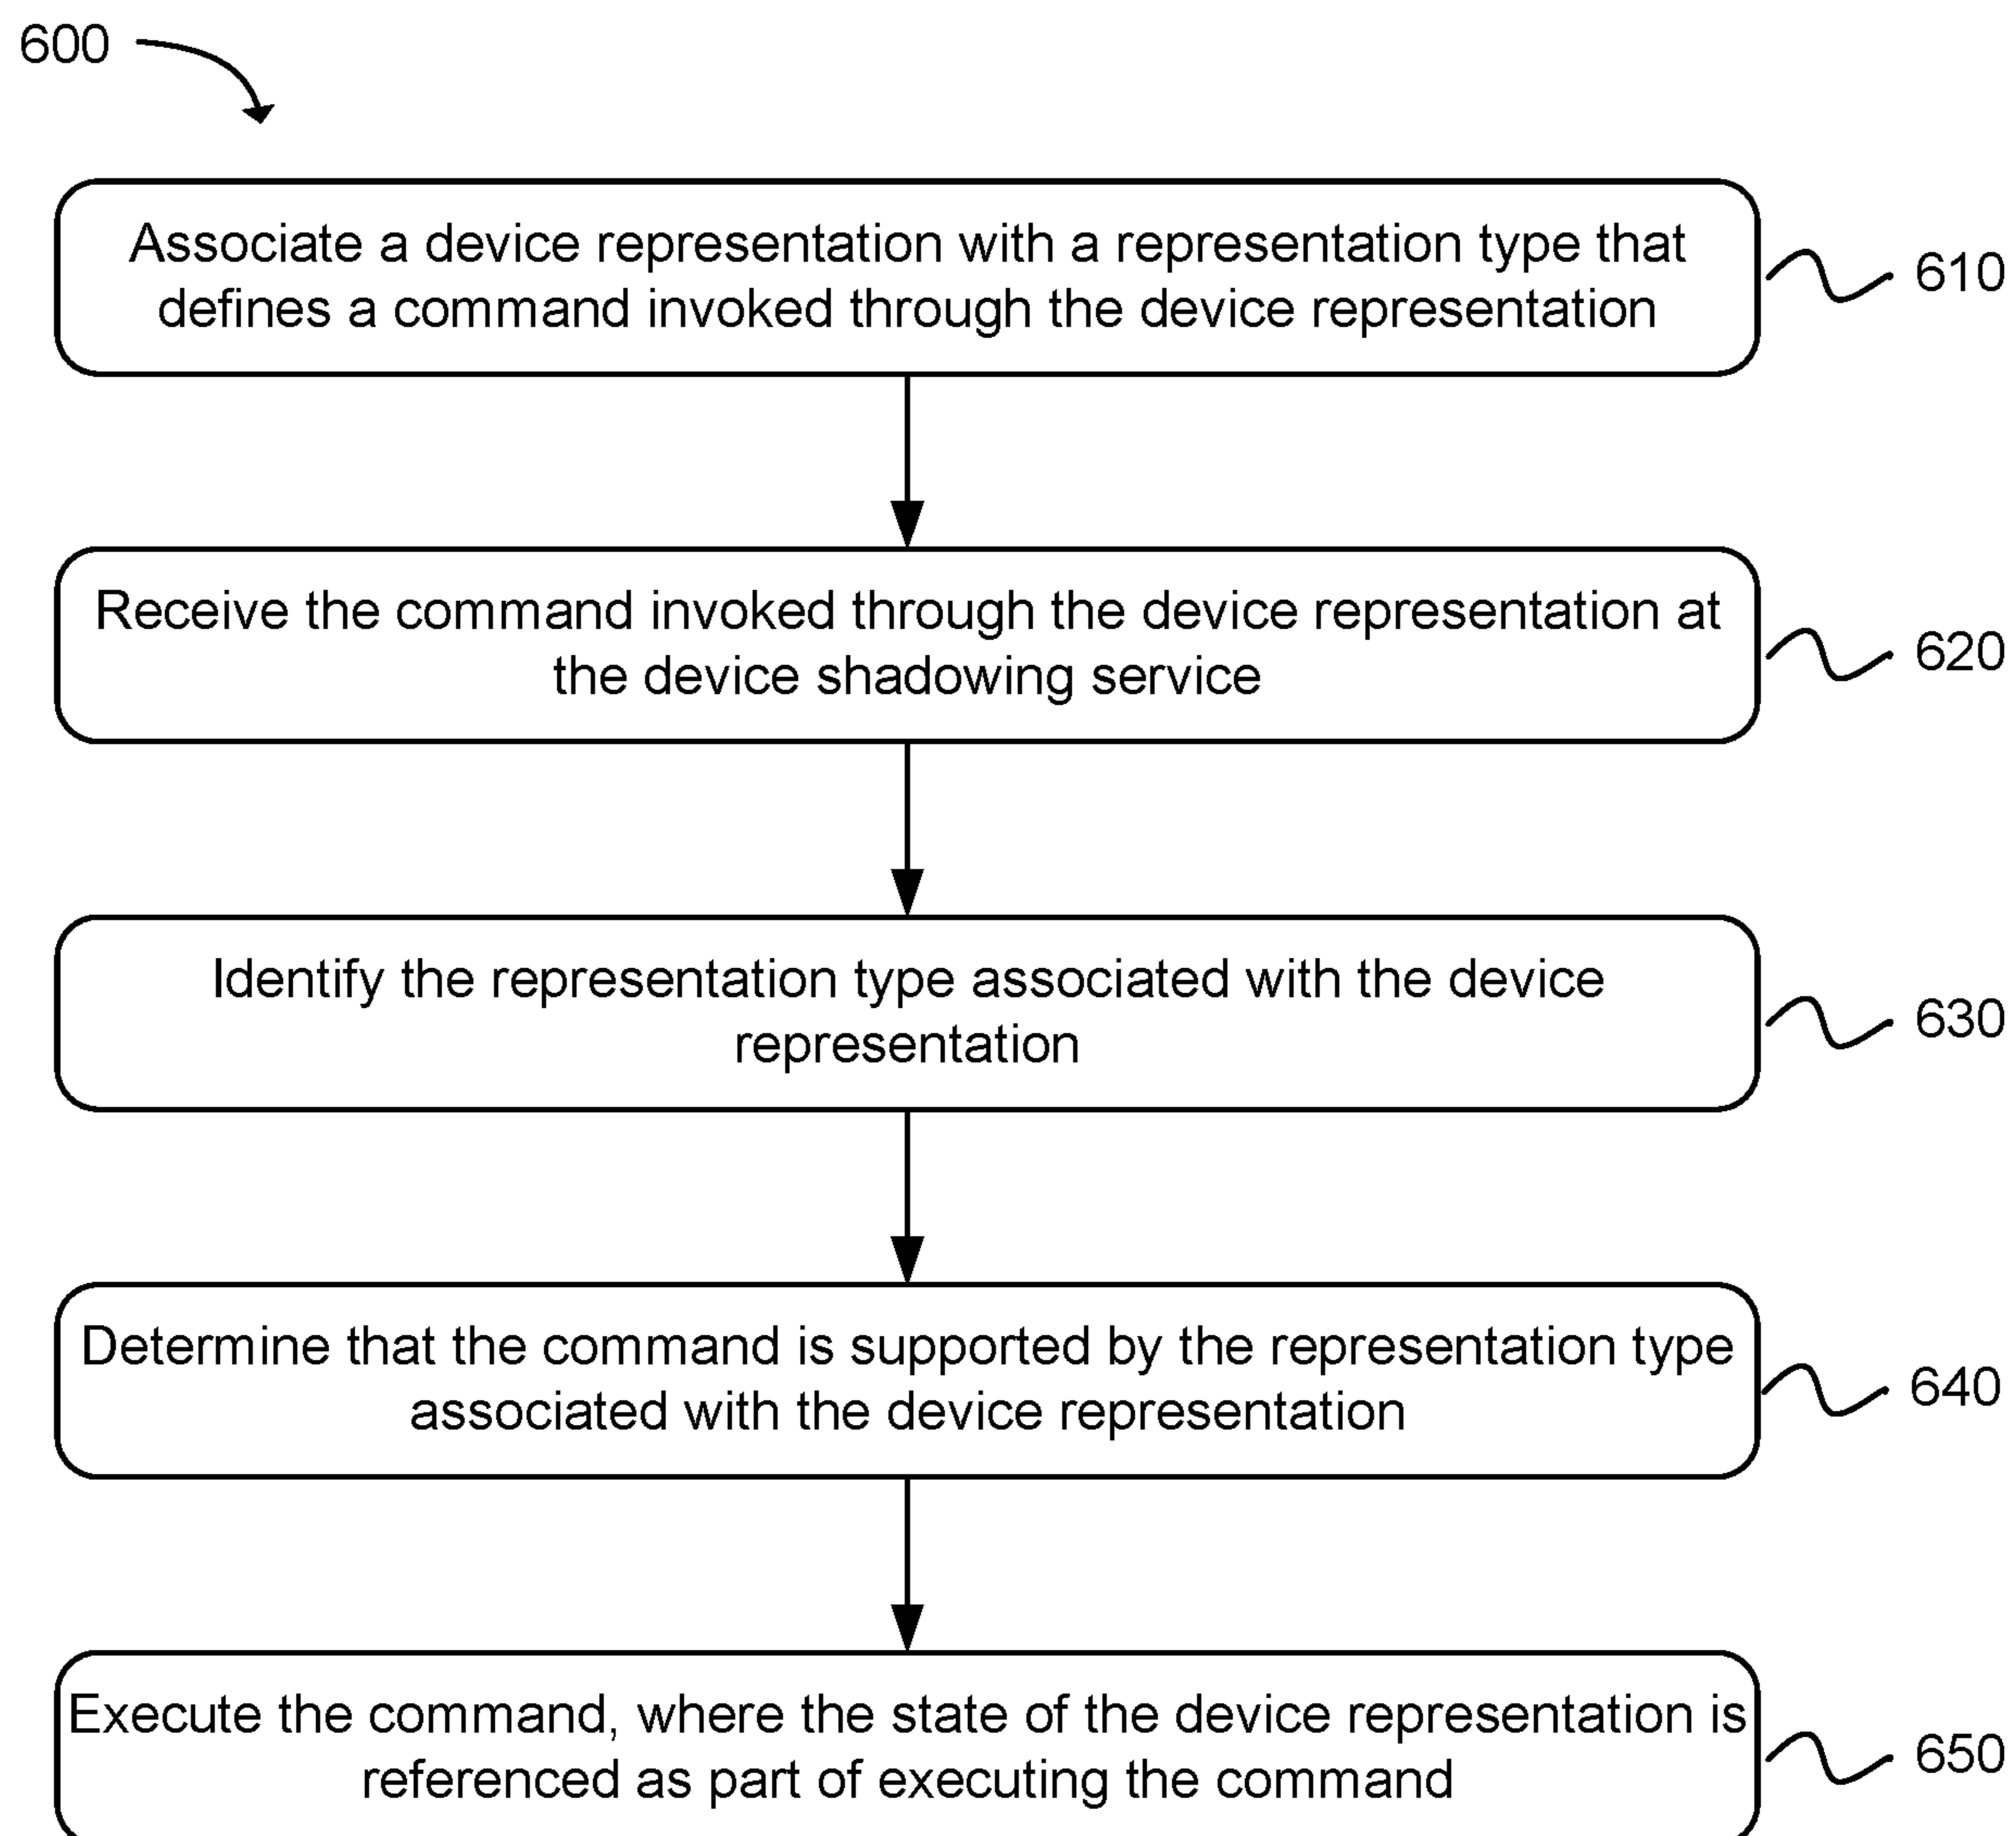 600
Associate a device representation with a representation type that
defines a command invoked through the device representation
610
Receive the command invoked through the device representation at
the device shadowing service
620
Identify the representation type associated with the device
representation
630
Determine that the command is supported by the representation type
associated with the device representation
640
Execute the command, where the state of the device representation is
referenced as part of executing the command
650